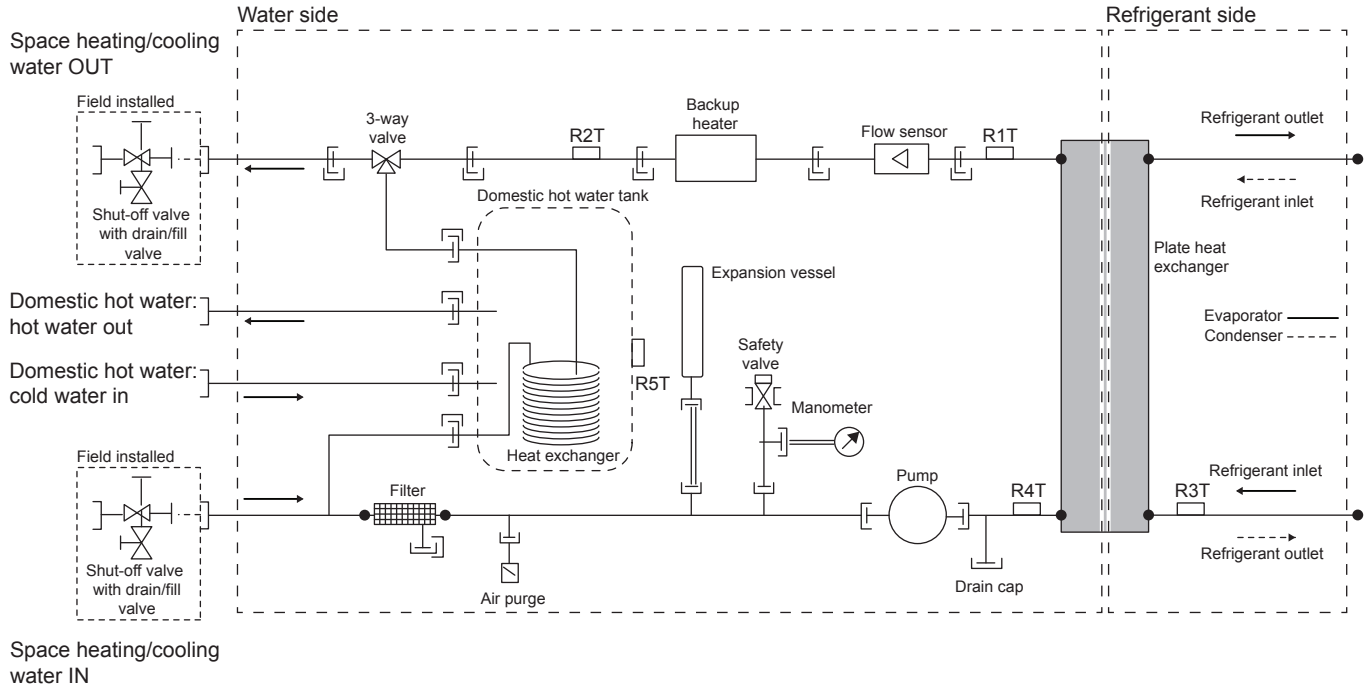 Water side
Refrigerant side
Space heating/cooling
water OUT
Field installed
3-way
valve
R2T
Backup
heater
Flow sensor
R1T
Refrigerant outlet
Refrigerant inlet
Shut-off valve
with drain/fill
valve
Domestic hot water tank
Expansion vessel
Plate heat
exchanger
Domestic hot water:
hot water out
Evaporator
Condenser
Safety
valve
Domestic hot water:
cold water in
R5T
Manometer
Heat exchanger
Field installed
Filter
Pump
R4T
R3T
Refrigerant inlet
Refrigerant outlet
Shut-off valve
with drain/fill
valve
Air purge
Drain cap
Space heating/cooling
water IN